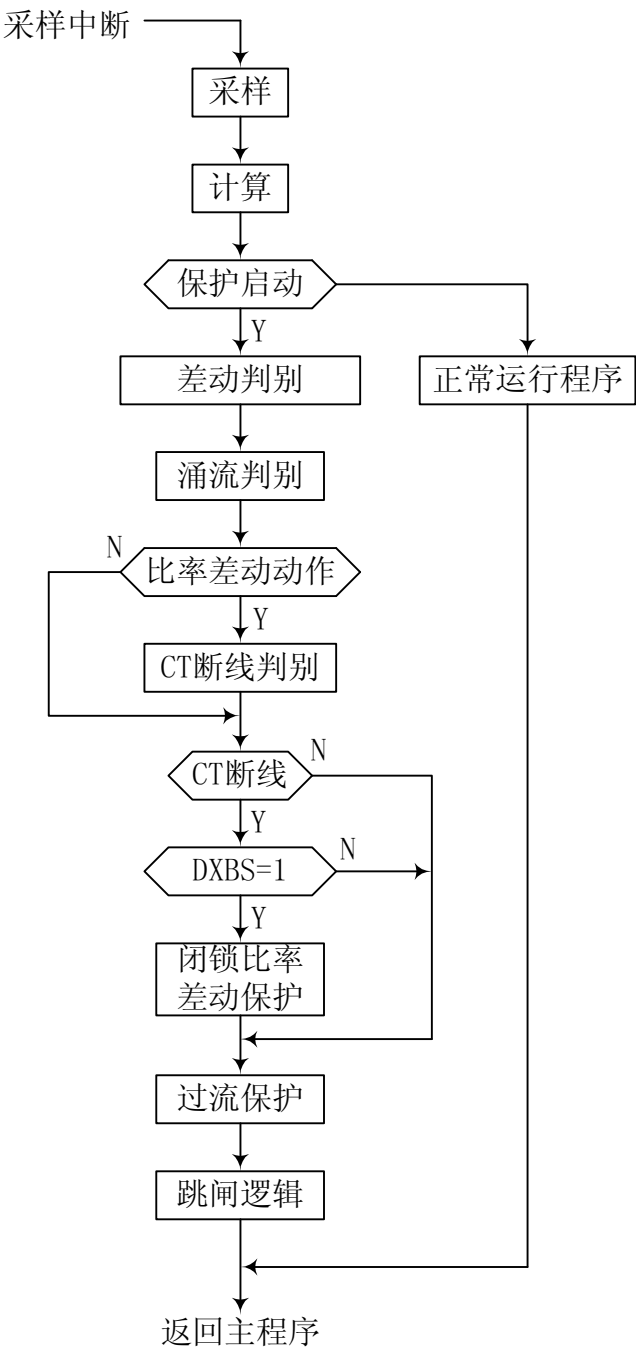 采样中断
采样
计算
保护启动
Y
差动判别
正常运行程序
涌流判别
N
比率差动动作
Y
CT断线判别
CT断线
N
Y
DXBS=1
N
Y
闭锁比率
差动保护
过流保护
跳闸逻辑
返回主程序